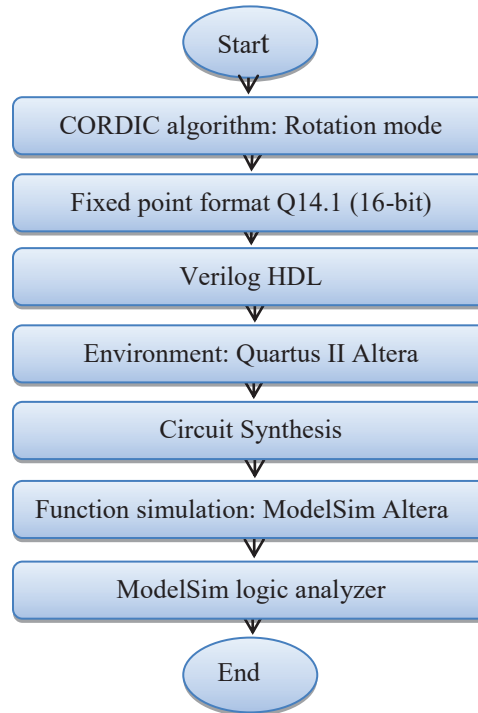 Start
CORDIC algorithm: Rotation mode
Fixed point format Q14.1 (16-bit)
Verilog HDL
Environment: Quartus II Altera
Circuit Synthesis
Function simulation: ModelSim Altera
ModelSim logic analyzer
End